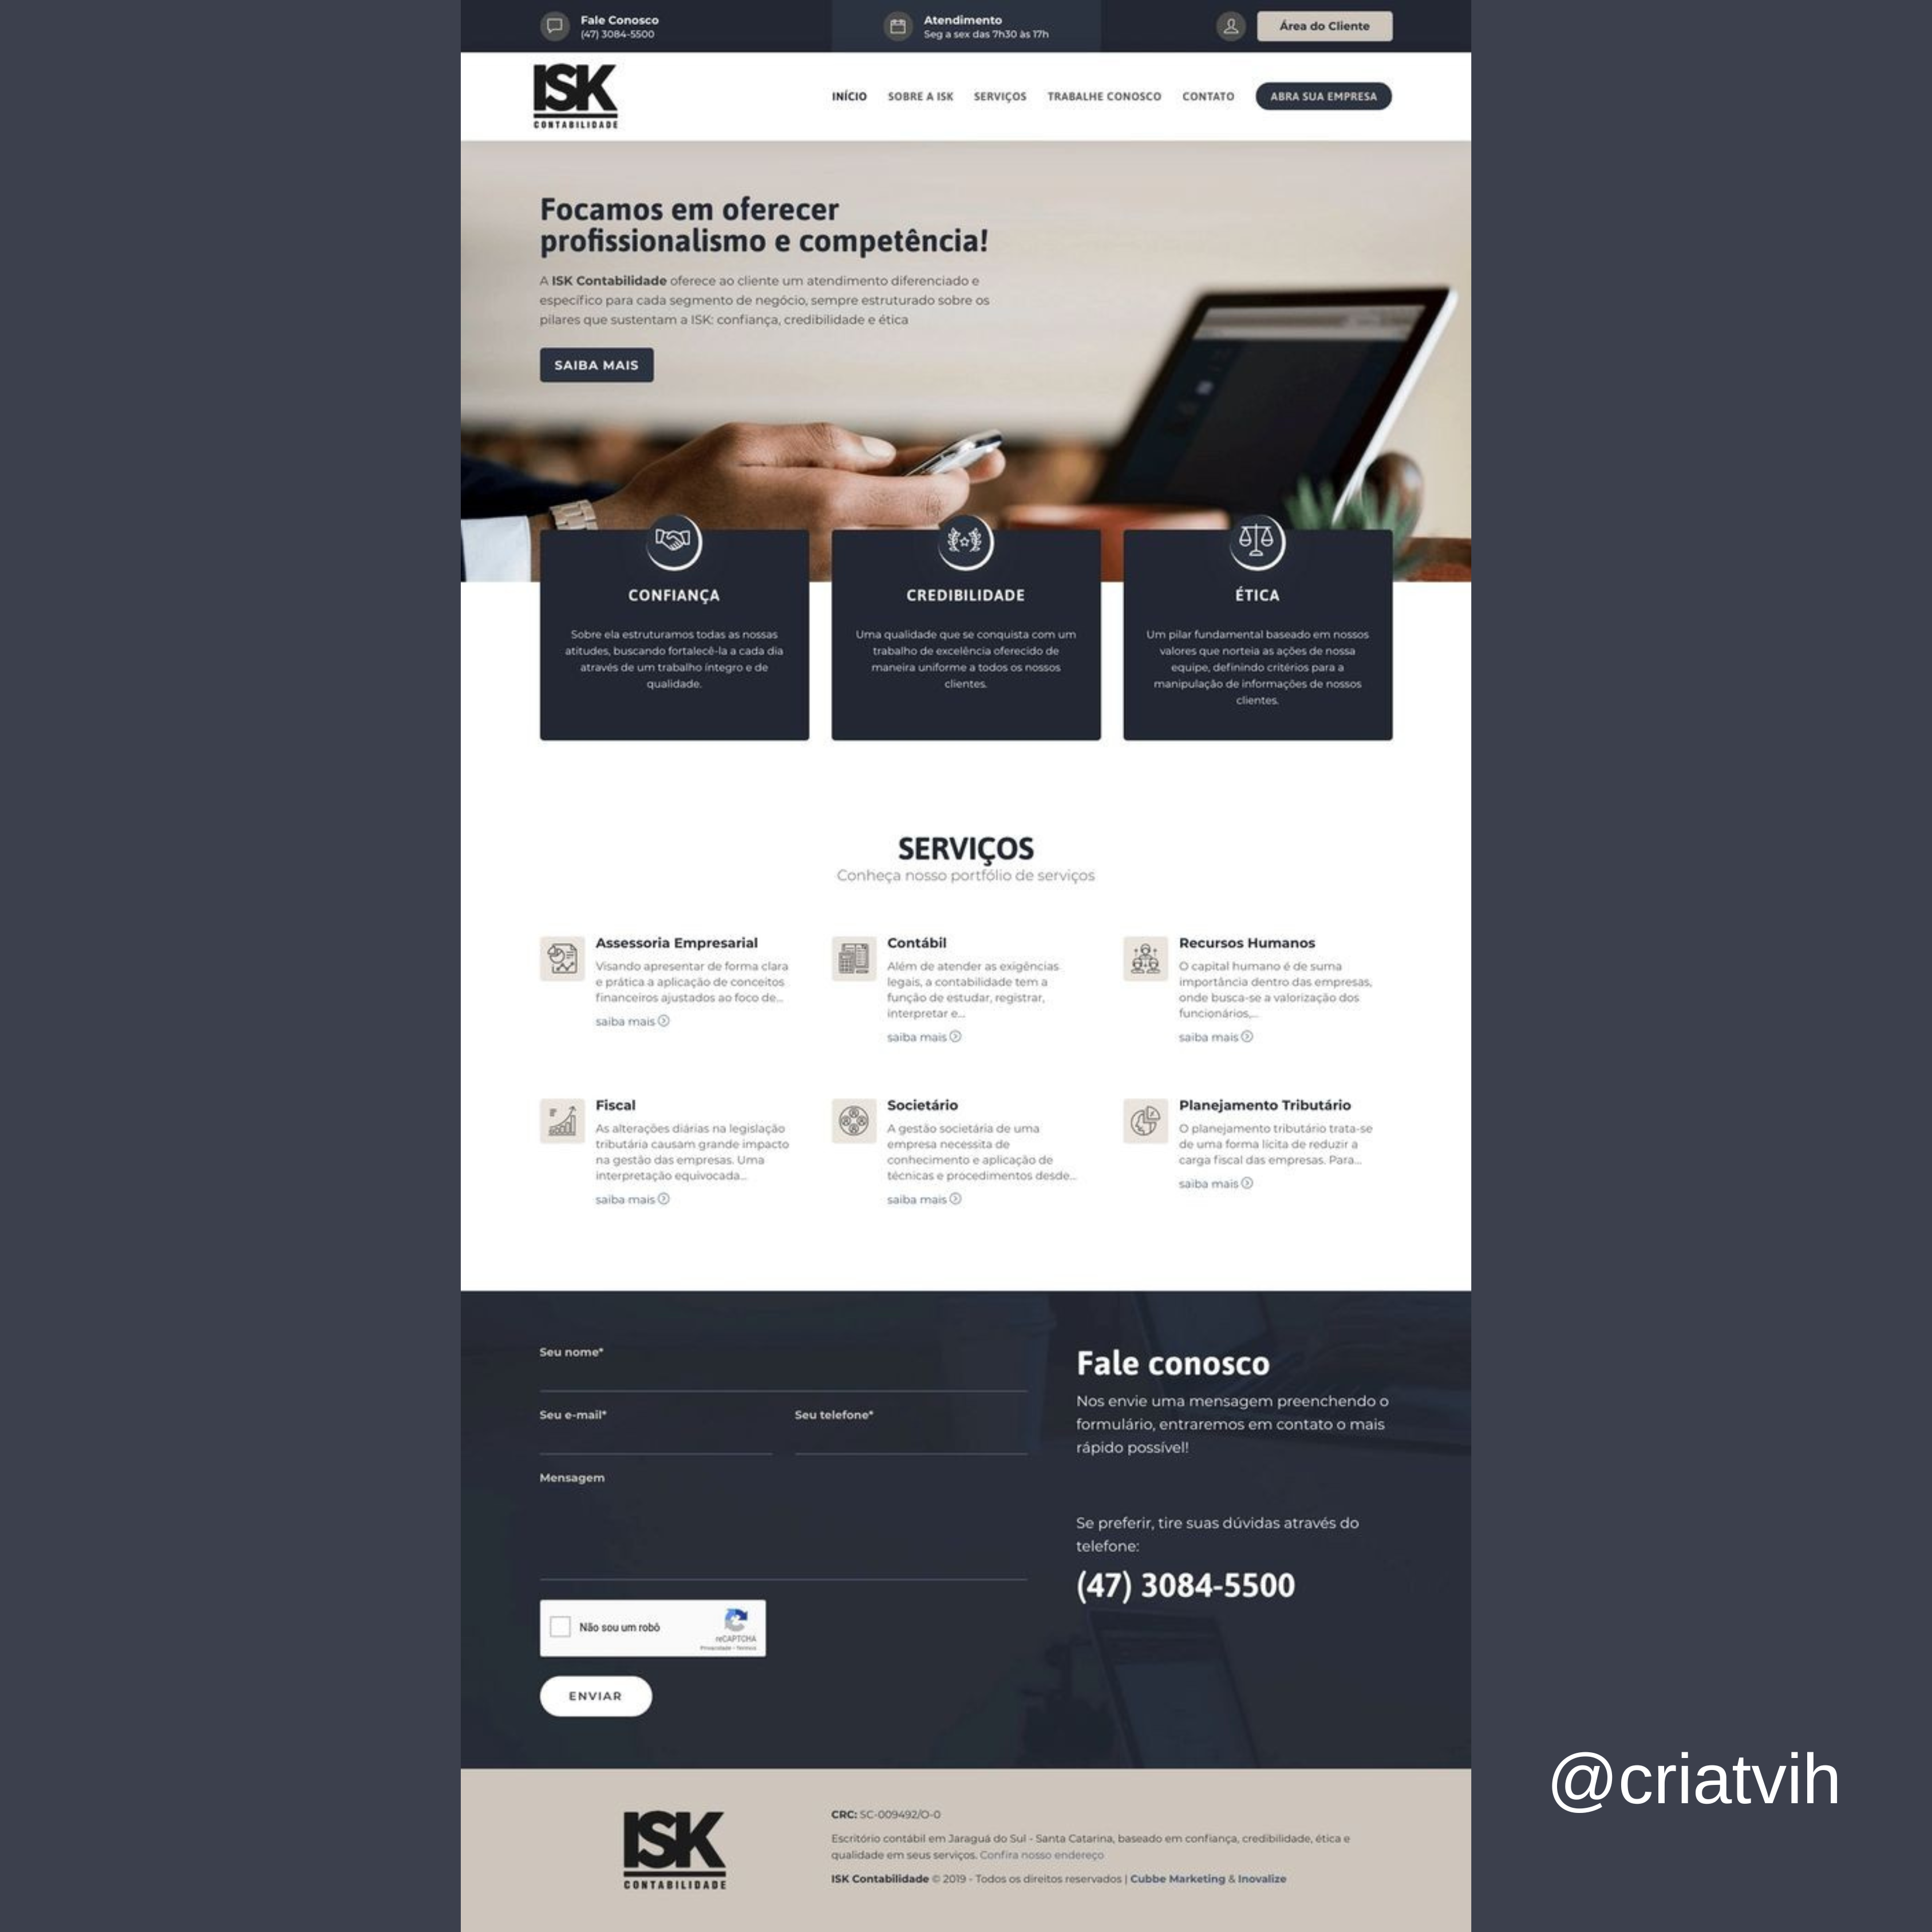 Fale Conosco
(47) 3084-5500
Atendimento
Seg a sex das 7h30 às 17h
Área do Cliente
ISK
CONTABILIDADE
INÍCIO
SOBRE A ISK
SERVIÇOS
TRABALHE CONOSCO
CONTATO
ABRA SUA EMPRESA
Focamos em oferecer
profissionalismo e competência!
A ISK Contabilidade oferece ao cliente um atendimento diferenciado e
específico para cada segmento de negócio, sempre estruturado sobre os
pilares que sustentam a ISK: confiança, credibilidade e ética
SAIBA MAIS
CONFIANÇA
Sobre ela estruturamos todas as nossas
atitudes, buscando fortalecê-la a cada dia
através de um trabalho íntegro e de
qualidade.
CREDIBILIDADE
Uma qualidade que se conquista com um
trabalho de excelência oferecido de
maneira uniforme a todos os nossos
clientes.
ÉTICA
Um pilar fundamental baseado em nossos
valores que norteia as ações de nossa
equipe, definindo critérios para a
manipulação de informações de nossos
clientes.
SERVIÇOS
Conheça nosso portfólio de serviços
Assessoria Empresarial
Visando apresentar de forma clara
e prática a aplicação de conceitos
financeiros ajustados ao foco de...
saiba mais
Contábil
Além de atender as exigências
legais, a contabilidade tem a
função de estudar, registrar,
interpretar e...
saiba mais
Recursos Humanos
O capital humano é de suma
importância dentro das empresas,
onde busca-se a valorização dos
funcionários,...
saiba mais
Fiscal
As alterações diárias na legislação
tributária causam grande impacto
na gestão das empresas. Uma
interpretação equivocada...
saiba mais
Societário
A gestão societária de uma
empresa necessita de
conhecimento e aplicação de
técnicas e procedimentos desde...
saiba mais
Planejamento Tributário
O planejamento tributário trata-se
de uma forma lícita de reduzir a
carga fiscal das empresas. Para...
saiba mais
Seu nome*
Seu e-mail*
Seu telefone*
Mensagem
Não sou um robô
reCAPTCHA
Privacidade - Termos
ENVIAR
Fale conosco
Nos envie uma mensagem preenchendo o
formulário, entraremos em contato o mais
rápido possível!
Se preferir, tire suas dúvidas através do
telefone:
(47) 3084-5500
@criatvih
ISK
CONTABILIDADE
CRC: SC-009492/O-0
Escritório contábil em Jaraguá do Sul - Santa Catarina, baseado em confiança, credibilidade, ética e
qualidade em seus serviços. Confira nosso endereço
ISK Contabilidade © 2019 - Todos os direitos reservados | Cubbe Marketing & Inovalize